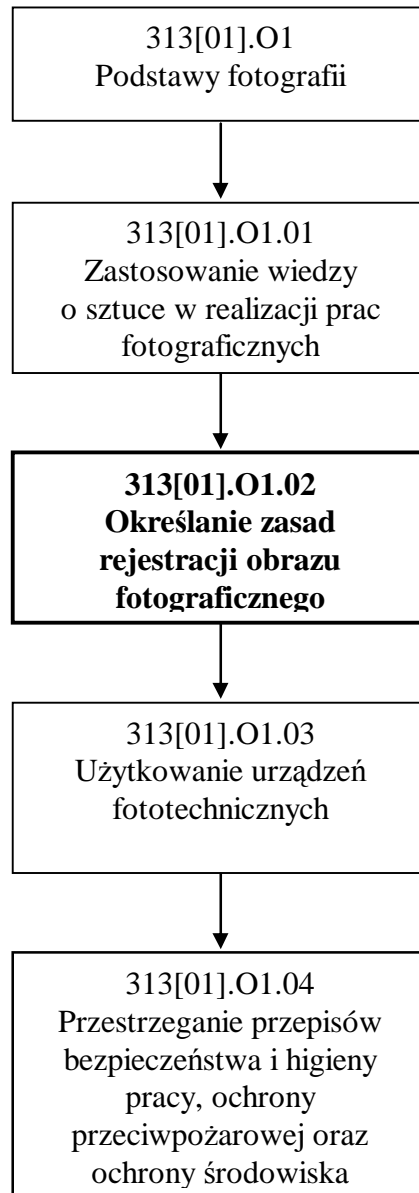 313[01].O1
Podstawy fotografii
313[01].O1.01
Zastosowanie wiedzy
o sztuce w realizacji prac
fotograficznych
313[01].O1.02
Określanie zasad
rejestracji obrazu
fotograficznego
313[01].O1.03
Użytkowanie urządzeń
fototechnicznych
313[01].O1.04
Przestrzeganie przepisów
bezpieczeństwa i higieny
pracy, ochrony
przeciwpożarowej oraz
ochrony środowiska